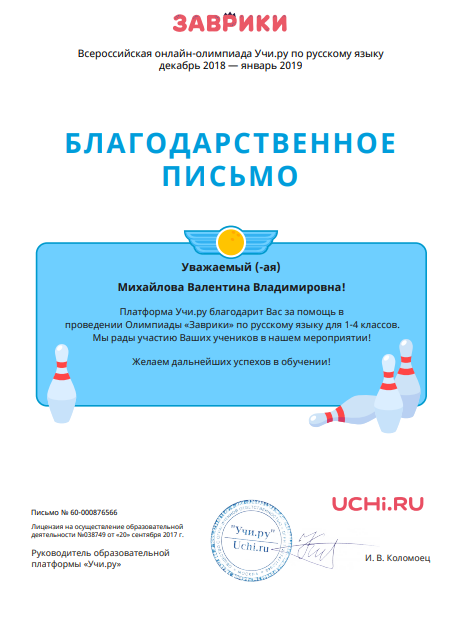 ЗАВРИКИ
Всероссийская онлайн-олимпиада Учи.ру по русскому языку
декабрь 2018 — январь 2019
БЛАГОДАРСТВЕННОЕ
ПИСЬМО
Уважаемый (-ая)
Михайлова Валентина Владимировна!
Платформа Учи.ру благодарит Вас за помощь в
проведении Олимпиады «Заврики» по русскому языку для 1-4 классов.
Мы рады участию Ваших учеников в нашем мероприятии!
Желаем дальнейших успехов в обучении!
Письмо № 60-000876566
UCHi.RU
Лицензия на осуществление образовательной
деятельности №038749 от «20» сентября 2017 г.
Руководитель образовательной
платформы «Учи.ру»
"Учи.ру"
Uchi.ru
И. В. Коломоец